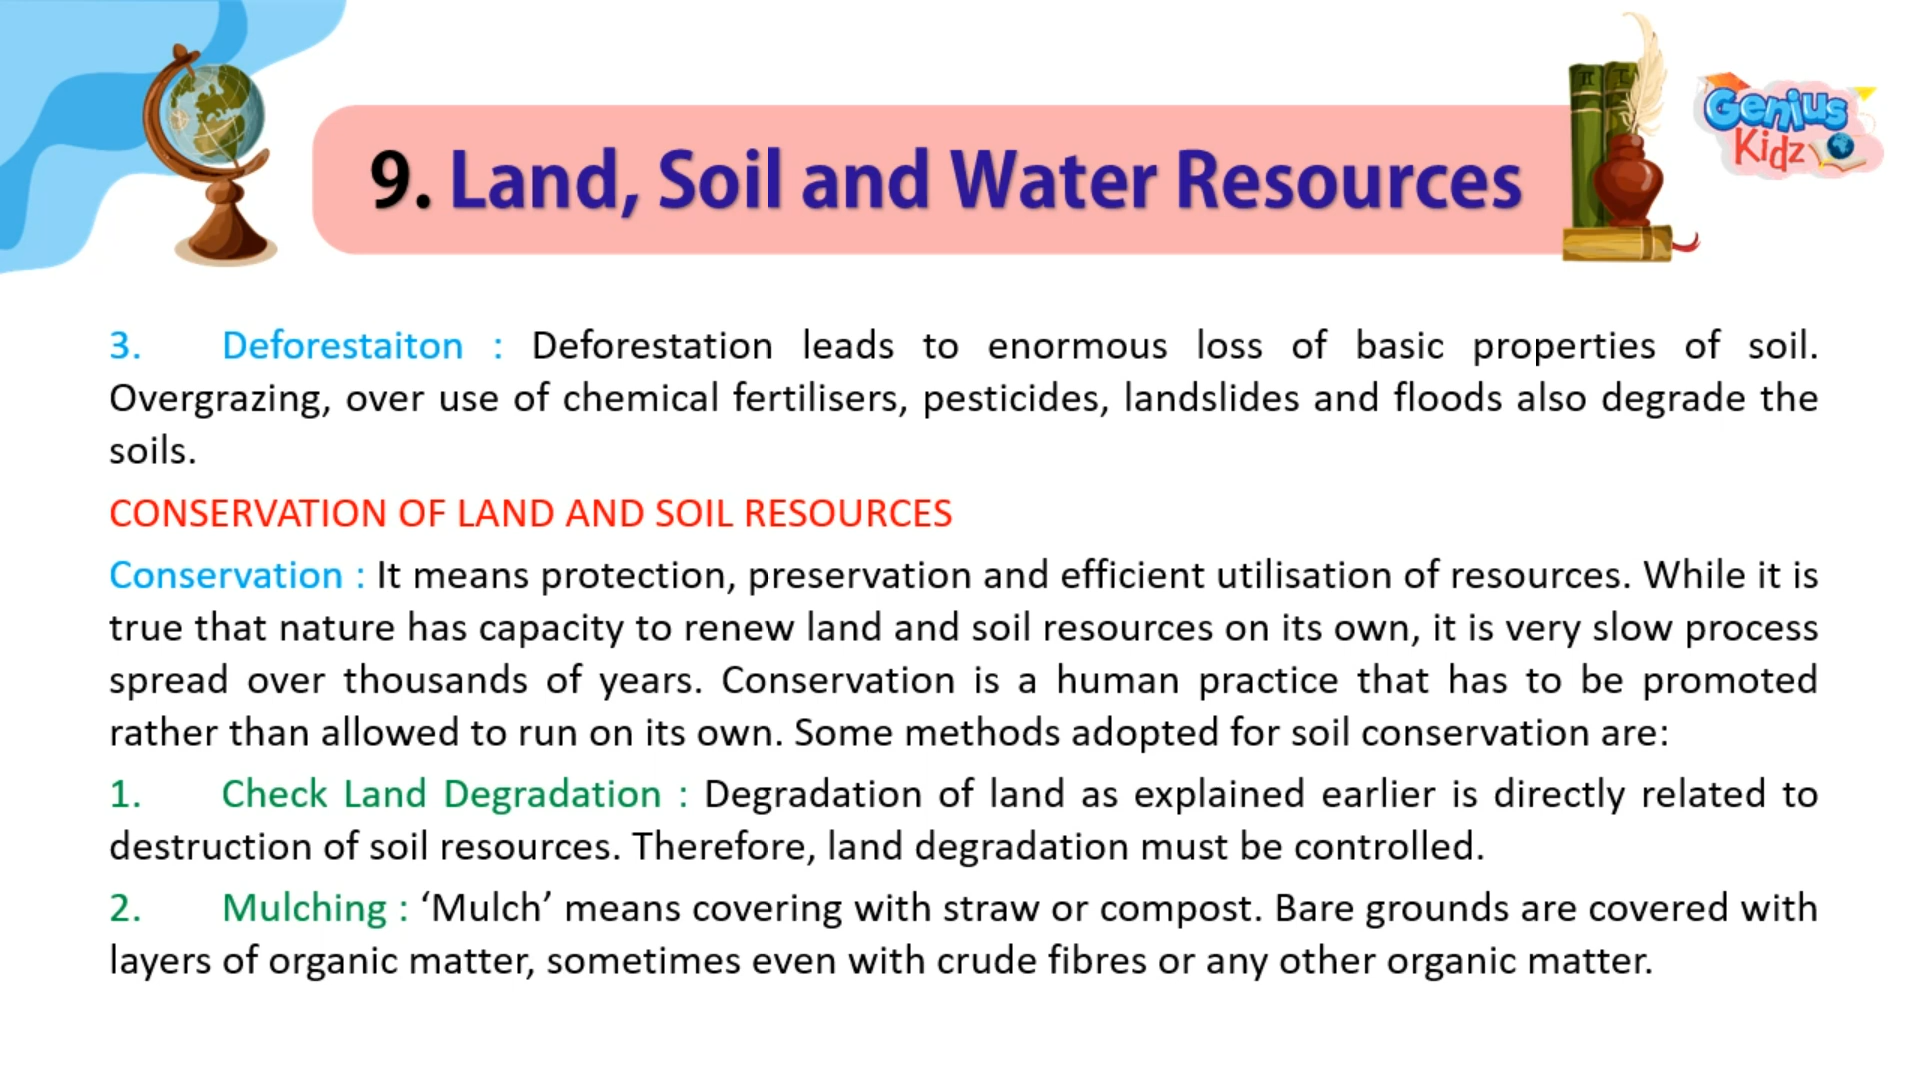 9. Land, Soil and Water Resources
Genius
Kidz
3. Deforestaiton : Deforestation leads to enormous loss of basic properties of soil.
Overgrazing, over use of chemical fertilisers, pesticides, landslides and floods also degrade the
soils.
CONSERVATION OF LAND AND SOIL RESOURCES
Conservation : It means protection, preservation and efficient utilisation of resources. While it is
true that nature has capacity to renew land and soil resources on its own, it is very slow process
spread over thousands of years. Conservation is a human practice that has to be promoted
rather than allowed to run on its own. Some methods adopted for soil conservation are:
1. Check Land Degradation : Degradation of land as explained earlier is directly related to
destruction of soil resources. Therefore, land degradation must be controlled.
2. Mulching : ‘Mulch’ means covering with straw or compost. Bare grounds are covered with
layers of organic matter, sometimes even with crude fibres or any other organic matter.